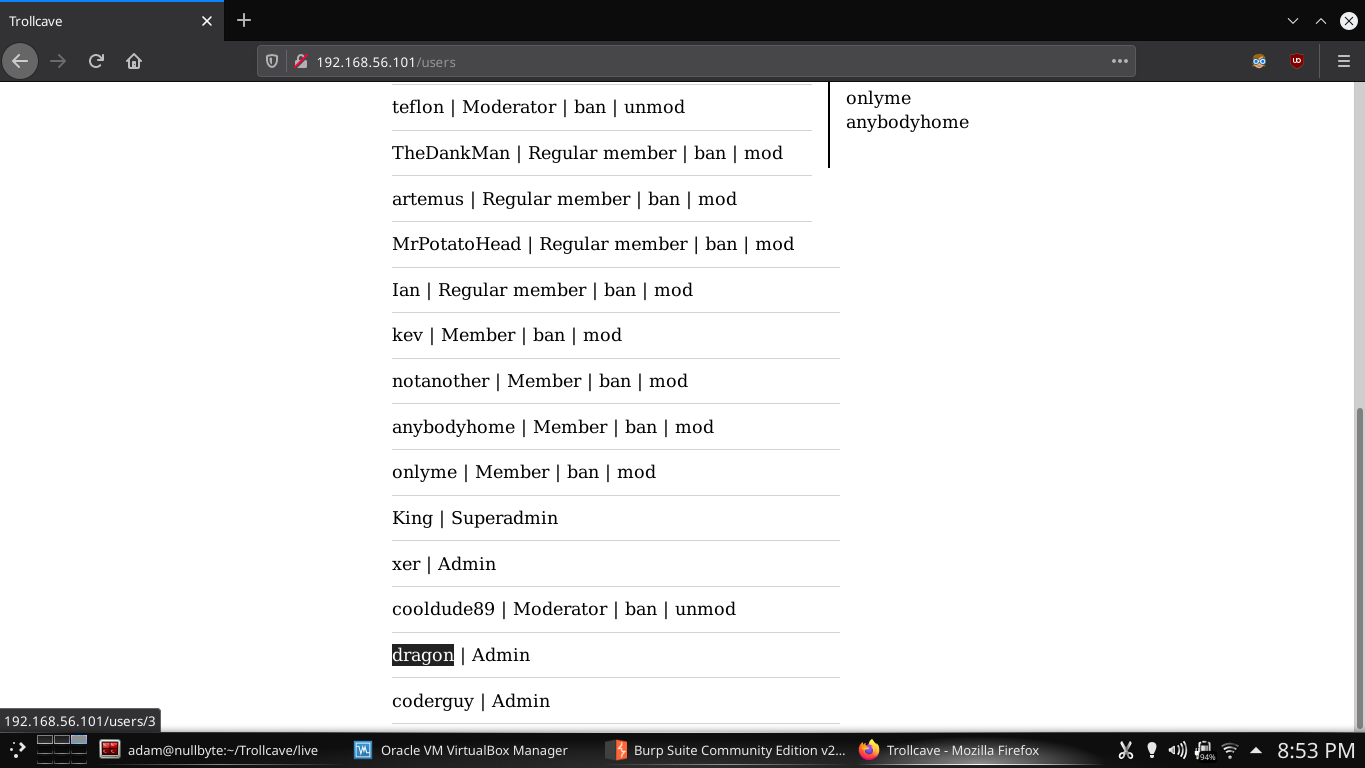 Trollcave
192.168.56.101/users
teflon | Moderator | ban | unmod
TheDankMan | Regular member | ban | mod
artemus | Regular member | ban | mod
MrPotatoHead | Regular member | ban | mod
Ian | Regular member | ban | mod
kev | Member | ban | mod
notanother | Member | ban | mod
anybodyhome | Member | ban | mod
onlyme | Member | ban | mod
King | Superadmin
xer | Admin
cooldude89 | Moderator | ban | unmod
dragon | Admin
coderguy | Admin
onlyme
anybodyhome
192.168.56.101/users/3
adam@nullbyte:~/Trollcave/live
Oracle VM VirtualBox Manager
Burp Suite Community Edition v2...
Trollcave - Mozilla Firefox
94%
8:53 PM